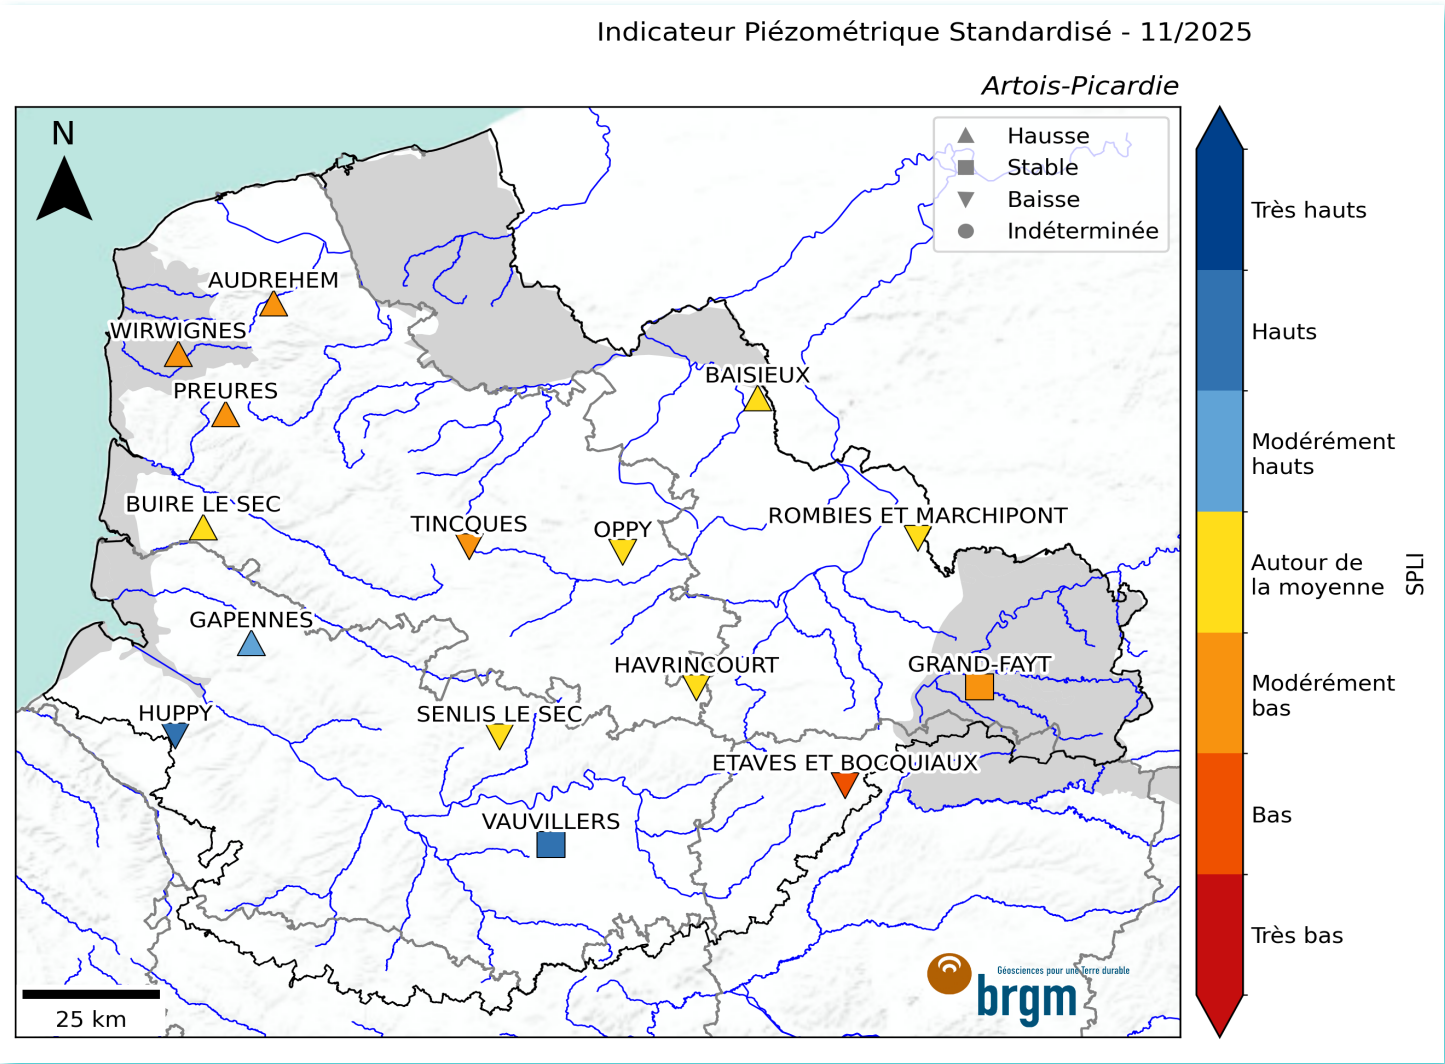 Indicateur Piézométrique Standardisé - 11/2025
Artois-Picardie
N
Hausse
Stable
Baisse
Indéterminée
AUDREHEM
WIRWIGNES
PREURES
BAISIEUX
BUIRE LE SEC
TINCQUES
OPPY
ROMBIES ET MARCHIPONT
GAPENNES
HAVRINCOURT
GRAND-FAYT
HUPPY
SENLIS LE SEC
ETAVES ET BOCQUIAUX
VAUVILLERS
25 km
Géosciences pour une Terre durable
brgm
Très hauts
Hauts
Modérément
hauts
Autour de
la moyenne
Modérément
bas
Bas
Très bas
SPLI